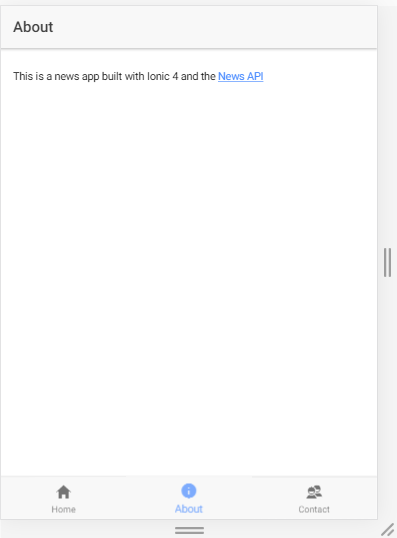 About
This is a news app built with Ionic 4 and the News API
Home
About
Contact